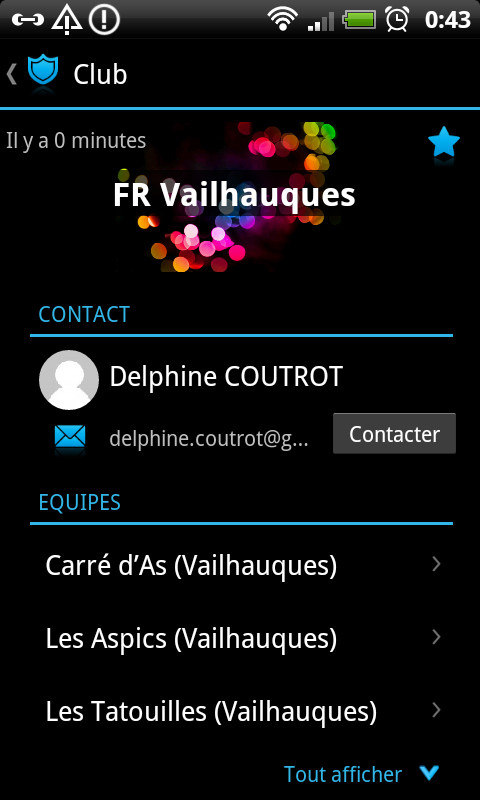 0:43
Club
Il y a 0 minutes
FR Vailhauques
CONTACT
Delphine COUTROT
delphine.coutrot@g...
Contacter
EQUIPES
Carré d’As (Vailhauques)
Les Aspics (Vailhauques)
Les Tatouilles (Vailhauques)
Tout afficher